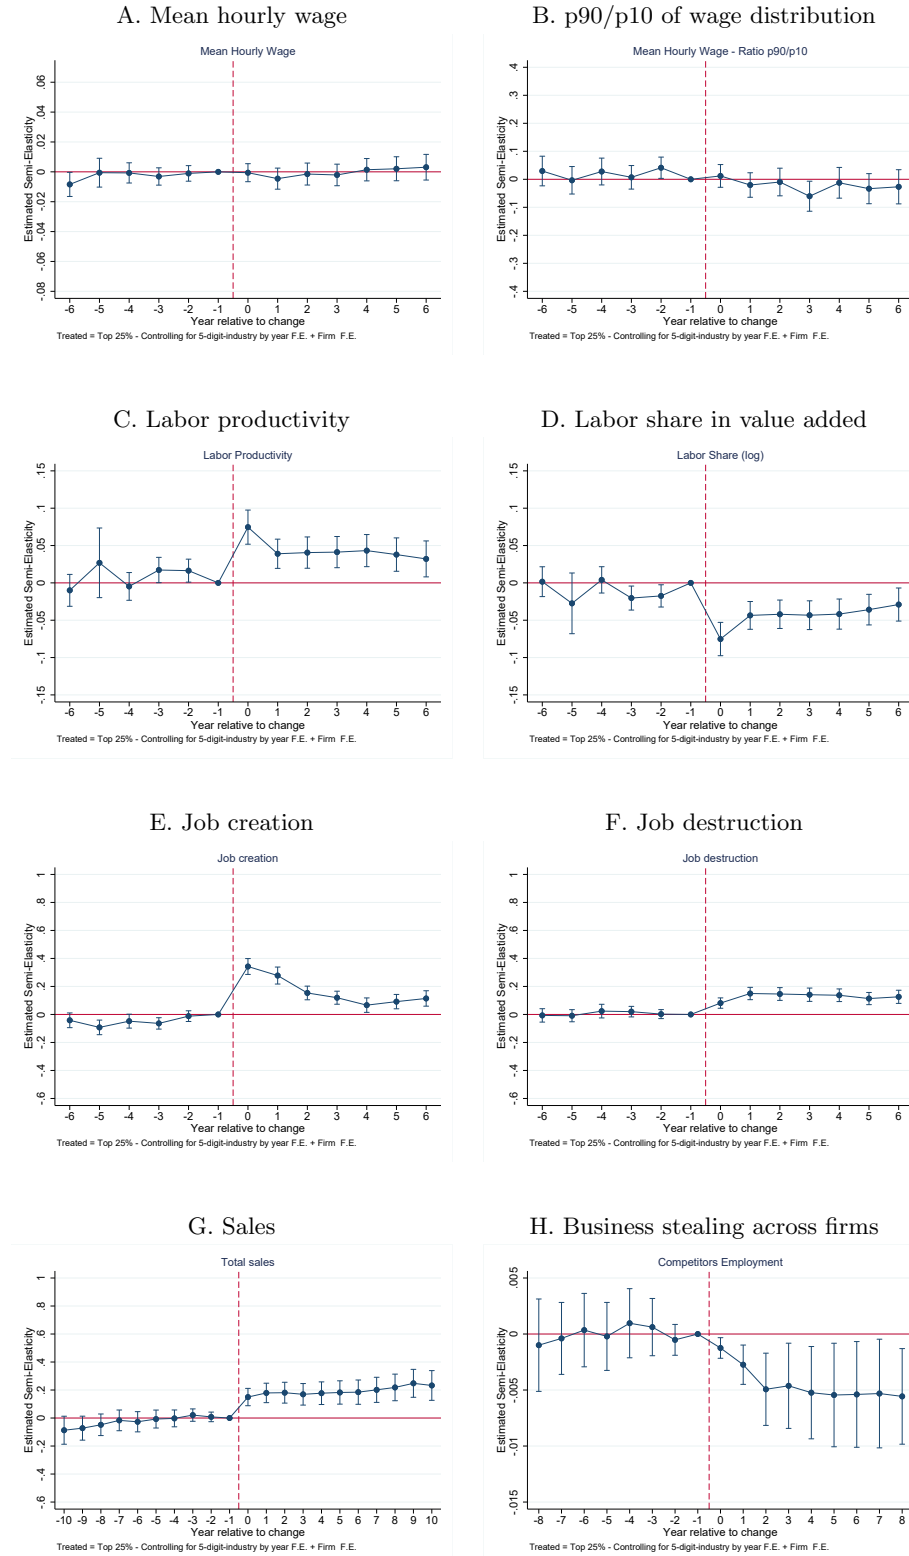 A. Mean hourly wage
Mean Hourly Wage
Estimated Semi-Elasticity
.06
.04
.02
0
-.02
-.04
-.06
-.08
-6 -5 -4 -3 -2 -1 0 1 2 3 4 5 6
Year relative to change
Treated = Top 25% - Controlling for 5-digit-industry by year F.E. + Firm F.E.
B. p90/p10 of wage distribution
Mean Hourly Wage - Ratio p90/p10
Estimated Semi-Elasticity
.4
.3
.2
.1
0
-.1
-.2
-.3
-.4
-6 -5 -4 -3 -2 -1 0 1 2 3 4 5 6
Year relative to change
Treated = Top 25% - Controlling for 5-digit-industry by year F.E. + Firm F.E.
C. Labor productivity
Labor Productivity
Estimated Semi-Elasticity
.15
.1
.05
0
-.05
-.1
-.15
-6 -5 -4 -3 -2 -1 0 1 2 3 4 5 6
Year relative to change
Treated = Top 25% - Controlling for 5-digit-industry by year F.E. + Firm F.E.
D. Labor share in value added
Labor Share (log)
Estimated Semi-Elasticity
.15
.1
.05
0
-.05
-.1
-.15
-6 -5 -4 -3 -2 -1 0 1 2 3 4 5 6
Year relative to change
Treated = Top 25% - Controlling for 5-digit-industry by year F.E. + Firm F.E.
E. Job creation
Job creation
Estimated Semi-Elasticity
1
.8
.6
.4
.2
0
-.2
-.4
-.6
-6 -5 -4 -3 -2 -1 0 1 2 3 4 5 6
Year relative to change
Treated = Top 25% - Controlling for 5-digit-industry by year F.E. + Firm F.E.
F. Job destruction
Job destruction
Estimated Semi-Elasticity
1
.8
.6
.4
.2
0
-.2
-.4
-.6
-6 -5 -4 -3 -2 -1 0 1 2 3 4 5 6
Year relative to change
Treated = Top 25% - Controlling for 5-digit-industry by year F.E. + Firm F.E.
G. Sales
Total sales
Estimated Semi-Elasticity
1
.8
.6
.4
.2
0
-.2
-.4
-.6
-10 -9 -8 -7 -6 -5 -4 -3 -2 -1 0 1 2 3 4 5 6 7 8 9 10
Year relative to change
Treated = Top 25% - Controlling for 5-digit-industry by year F.E. + Firm F.E.
H. Business stealing across firms
Competitors Employment
Estimated Semi-Elasticity
.005
0
-.005
-.01
-.015
-8 -7 -6 -5 -4 -3 -2 -1 0 1 2 3 4 5 6 7 8
Year relative to change
Treated = Top 25% - Controlling for 5-digit-industry by year F.E. + Firm F.E.